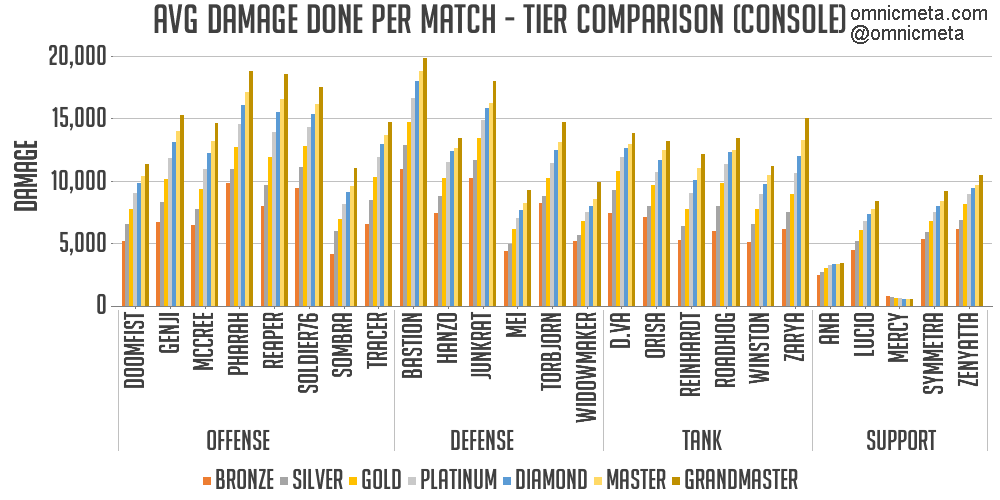 AVG DAMAGE DONE PER MATCH - TIER COMPARISON (CONSOLE)
omnicmeta.com
@omnicmeta
DAMAGE
20,000
15,000
10,000
5,000
0
DOOMFIST
GENJI
MCCREE
PHARAH
REAPER
SOLDIER76
SOMBRA
TRACER
BASTION
HANZO
JUNKRAT
MEI
TORBJORN
WIDOWMAKER
D.VA
ORISA
REINHARDT
ROADHOG
WINSTON
ZARYA
ANA
LUCIO
MERCY
SYMMETRA
ZENYATTA
OFFENSE DEFENSE TANK SUPPORT
BRONZE SILVER GOLD PLATINUM DIAMOND MASTER GRANDMASTER